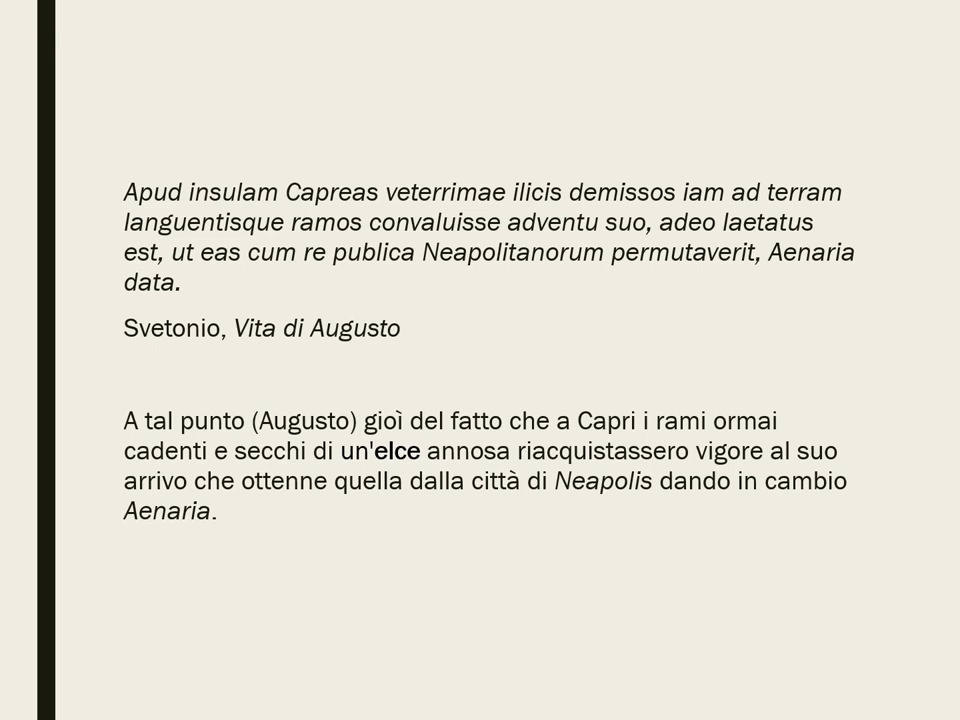 Apud insulam Capreas veterrimae ilicis demissos iam ad terram
languentisque ramos convaluisse adventu suo, adeo laetatus
est, ut eas cum re publica Neapolitanorum permutaverit, Aenaria
data.
Svetonio, Vita di Augusto
A tal punto (Augusto) gioì del fatto che a Capri i rami ormai
cadenti e secchi di un'elce annosa riacquistassero vigore al suo
arrivo che ottenne quella dalla città di Neapolis dando in cambio
Aenaria.